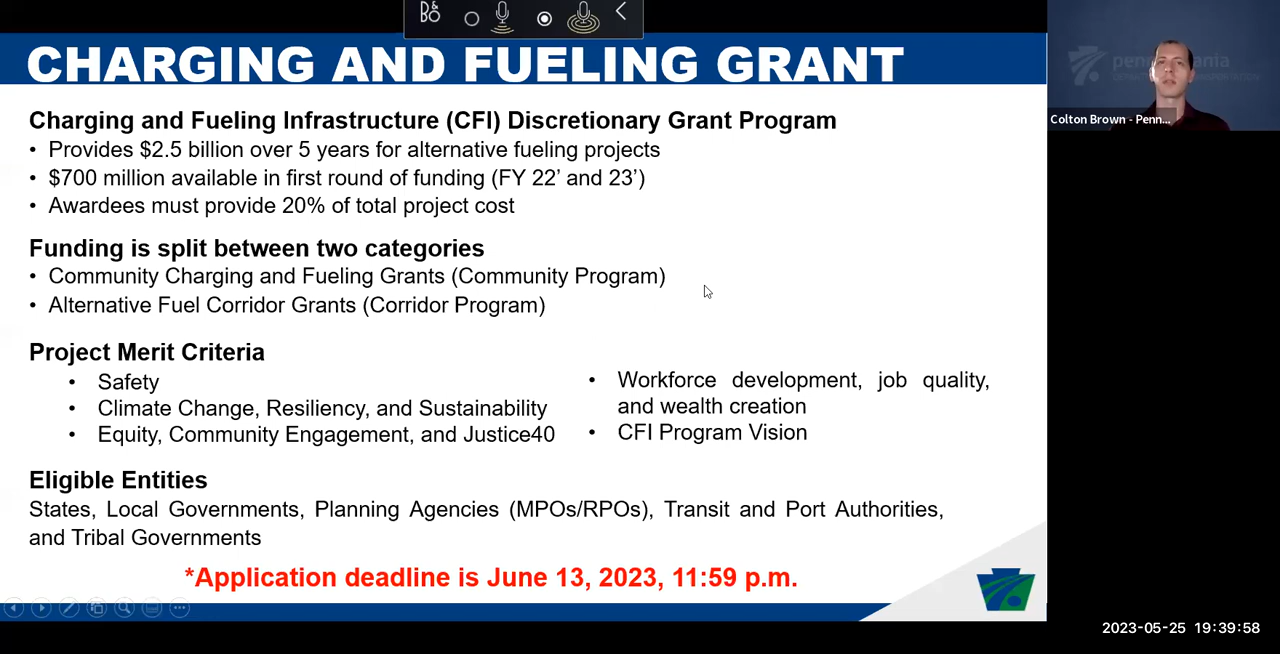 CHARGING AND FUELING GRANT
Charging and Fueling Infrastructure (CFI) Discretionary Grant Program
• Provides $2.5 billion over 5 years for alternative fueling projects
• $700 million available in first round of funding (FY 22’ and 23’)
• Awardees must provide 20% of total project cost
Funding is split between two categories
• Community Charging and Fueling Grants (Community Program)
• Alternative Fuel Corridor Grants (Corridor Program)
Project Merit Criteria
• Safety
• Climate Change, Resiliency, and Sustainability
• Equity, Community Engagement, and Justice40
• Workforce development, job quality,
and wealth creation
• CFI Program Vision
Eligible Entities
States, Local Governments, Planning Agencies (MPOs/RPOs), Transit and Port Authorities,
and Tribal Governments
*Application deadline is June 13, 2023, 11:59 p.m.
Colton Brown - Penn...
2023-05-25 19:39:58